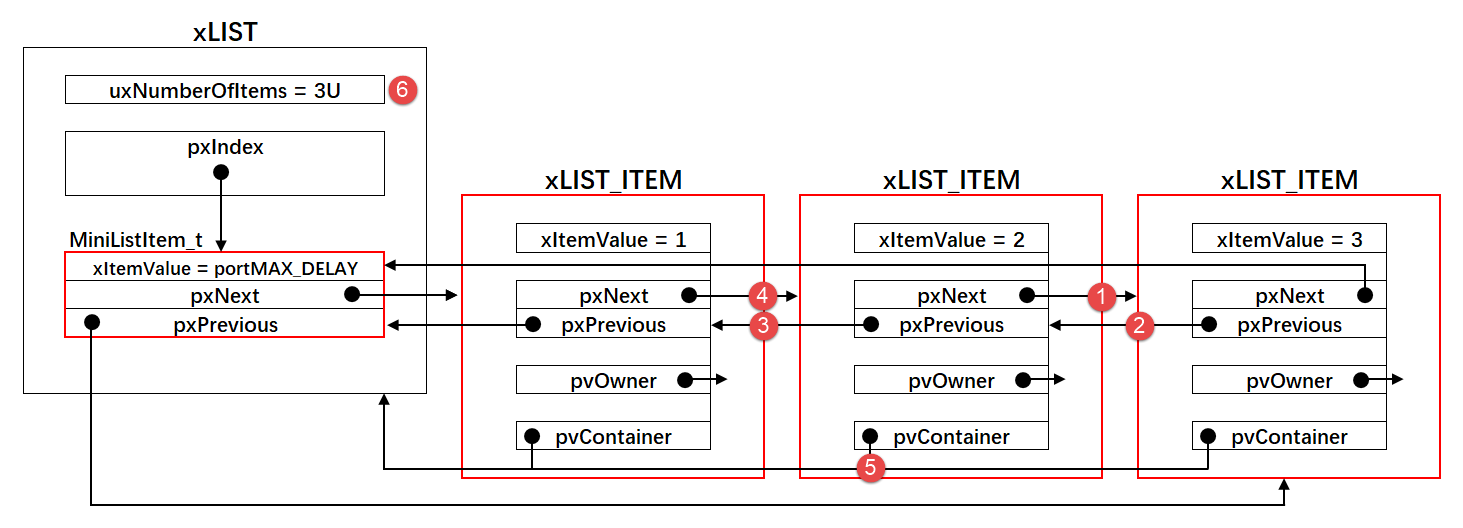 xLIST
uxNumberOfItems = 3U
6
pxIndex
MiniListItem_t
xItemValue = portMAX_DELAY
pxNext
pxPrevious
xLIST_ITEM
xItemValue = 1
pxNext
4
pxPrevious
3
pvOwner
pvContainer
xLIST_ITEM
xItemValue = 2
pxNext
1
pxPrevious
2
pvOwner
pvContainer
5
xLIST_ITEM
xItemValue = 3
pxNext
pxPrevious
pvOwner
pvContainer